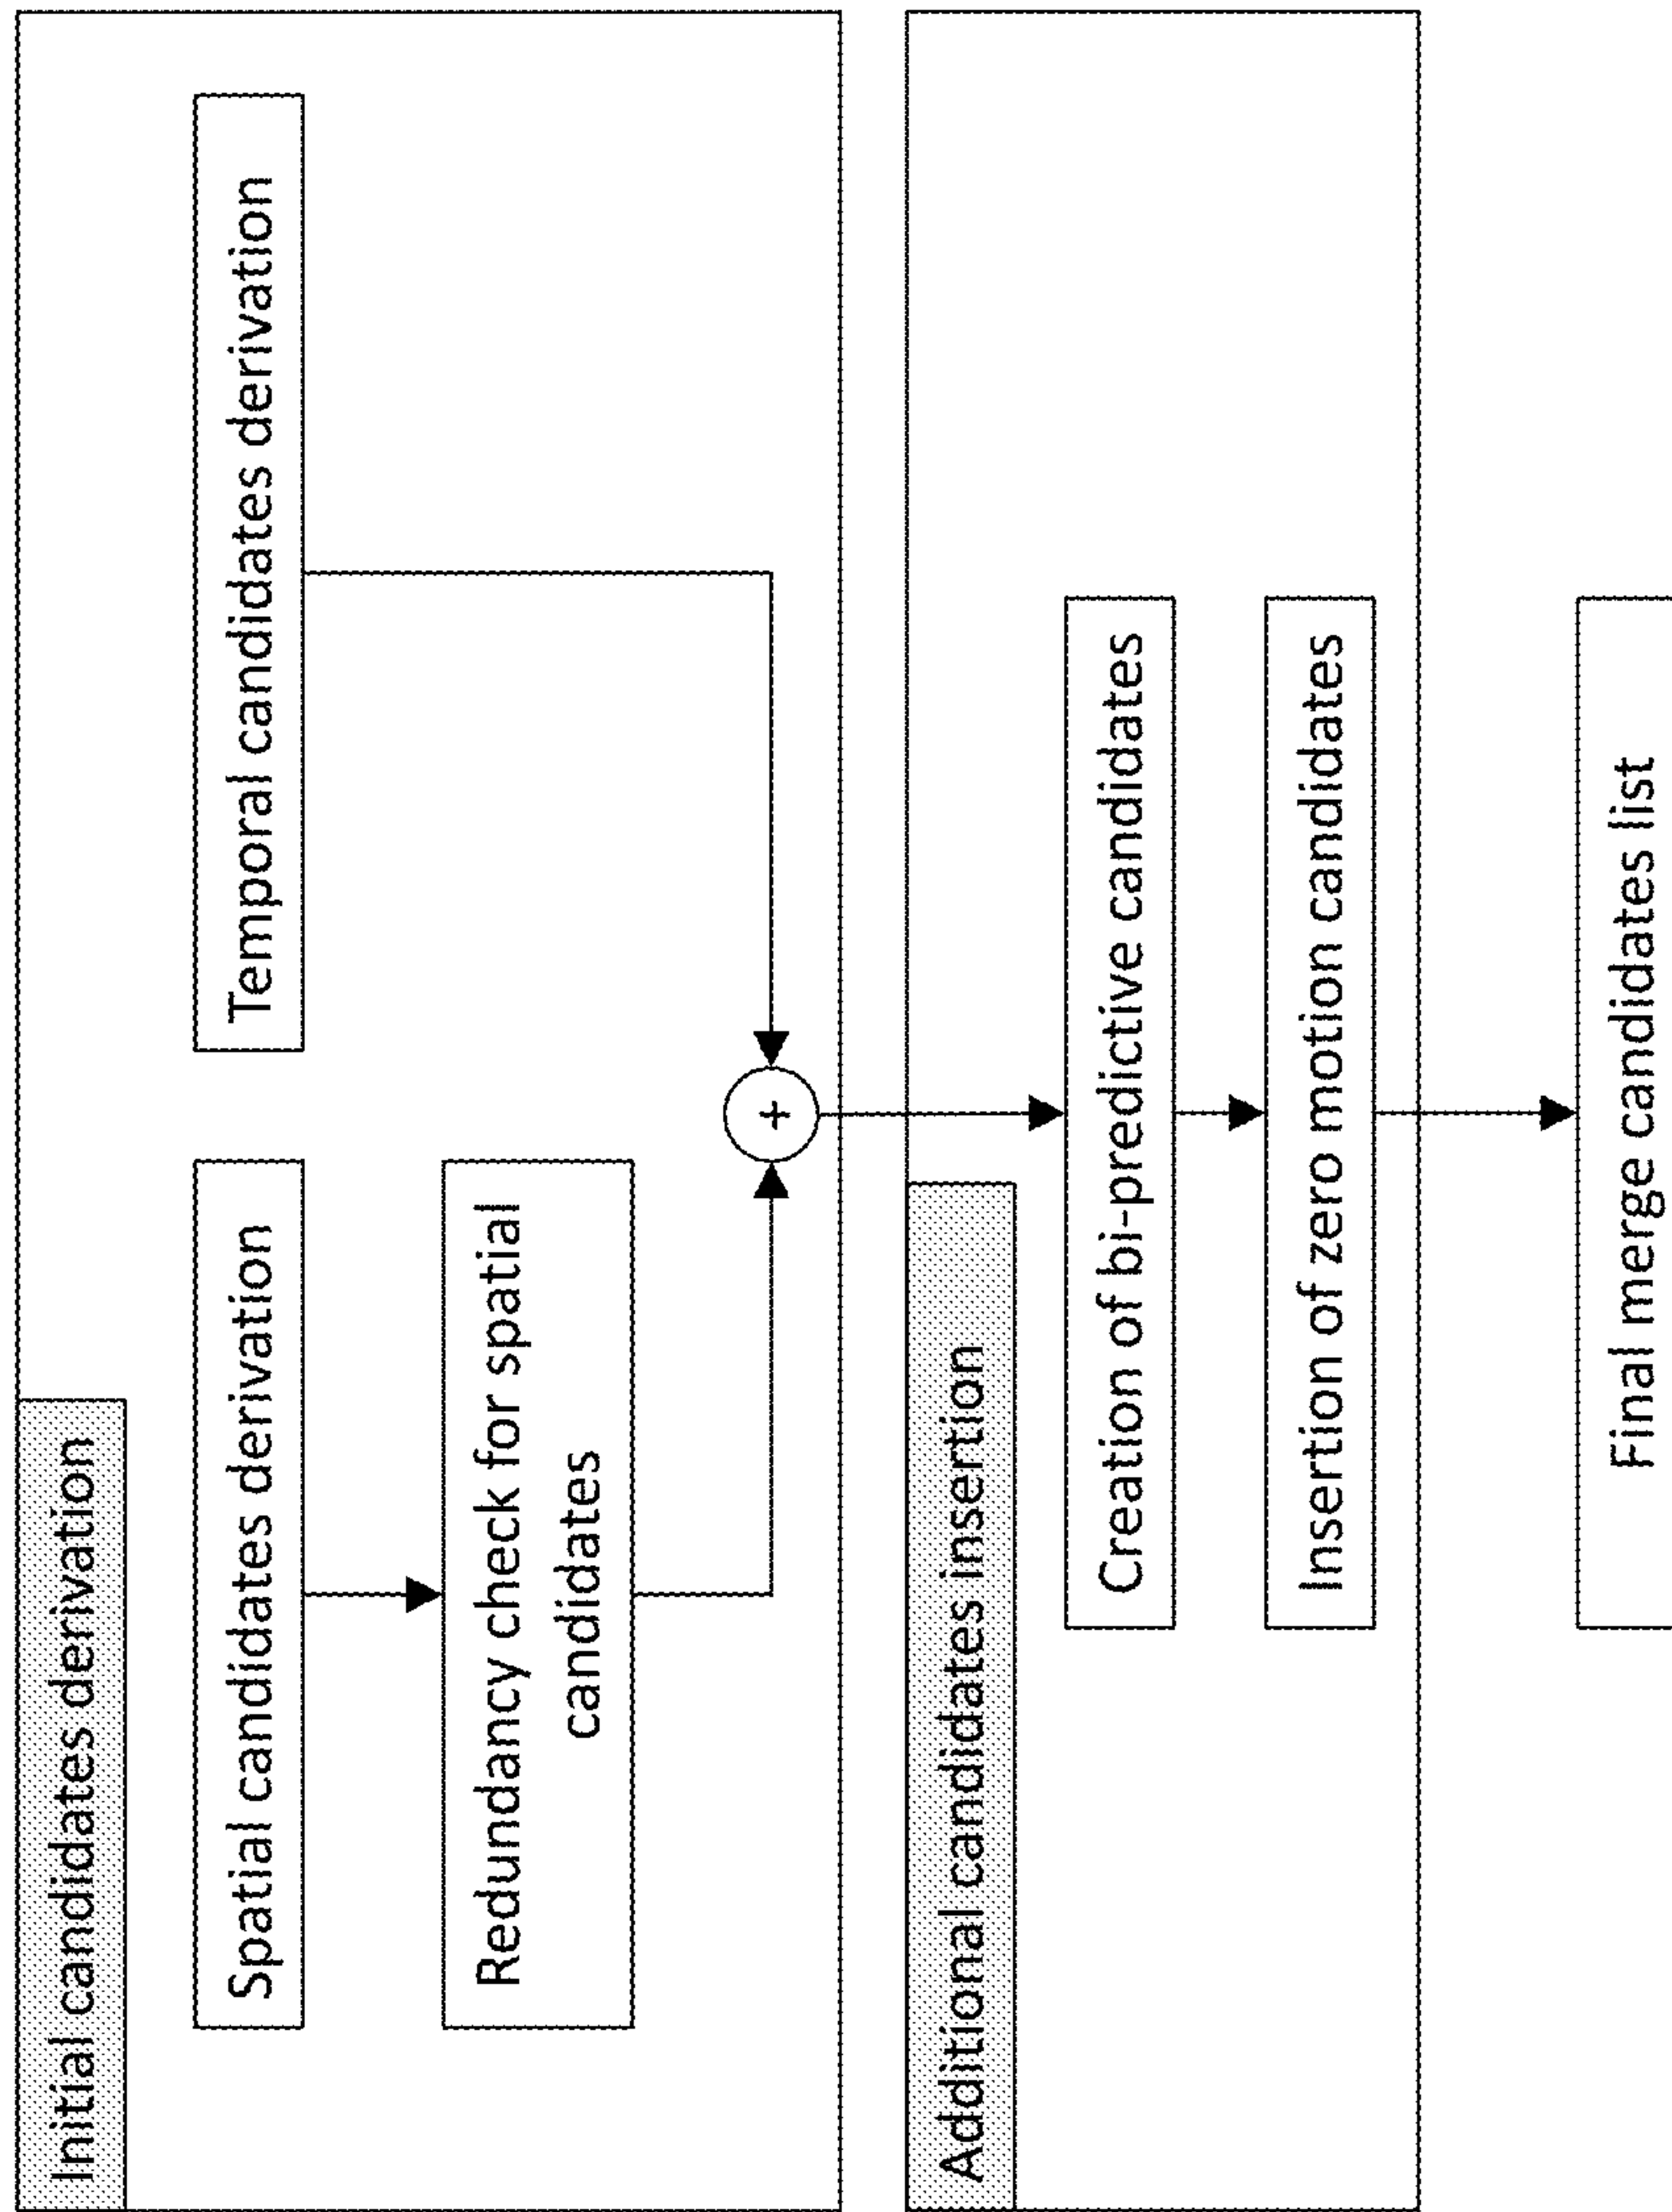 Initial candidates derivation
Spatial candidates derivation
Temporal candidates derivation
Redundancy check for spatial
candidates
+
Additional candidates insertion
Creation of bi-predictive candidates
Insertion of zero motion candidates
Final merge candidates list